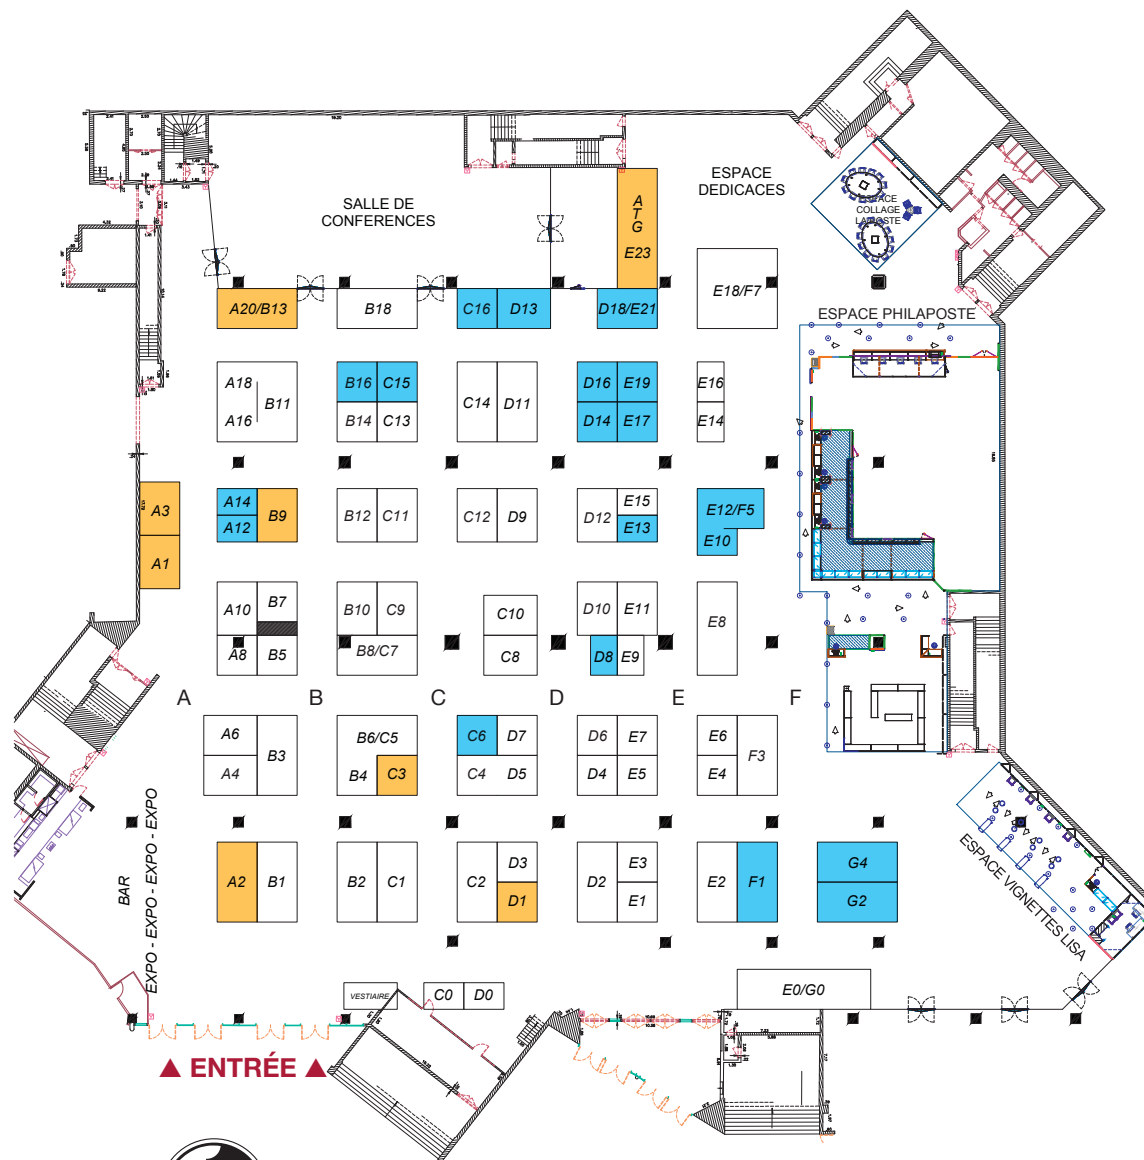 ESPACE
DEDICACES
SALLE DE
CONFERENCES
ESPACE
COLLAGE
LA POSTE
A
T
G
E23
E18/F7
ESPACE PHILAPOSTE
A20/B13
B18
C16
D13
D18/E21
A18
A16
B11
B16
C15
B14
C13
C14
D11
D16
E19
D14
E17
E16
E14
A3
A1
A14
A12
B9
B12
C11
C12
D9
D12
E15
E13
E12/F5
E10
A10
B7
A8
B5
B10
C9
B8/C7
C10
C8
D10
E11
D8
E9
E8
A
B
C
D
E
F
A6
A4
B3
B6/C5
B4
C3
C6
D7
C4
D5
D6
E7
D4
E5
E6
E4
F3
BAR
EXPO - EXPO - EXPO - EXPO - EXPO
A2
B1
B2
C1
C2
D3
D1
D2
E3
E1
E2
F1
G4
G2
ESPACE VIGNETTES LISA
VESTIAIRE
C0
D0
E0/G0
▲ ENTRÉE ▲